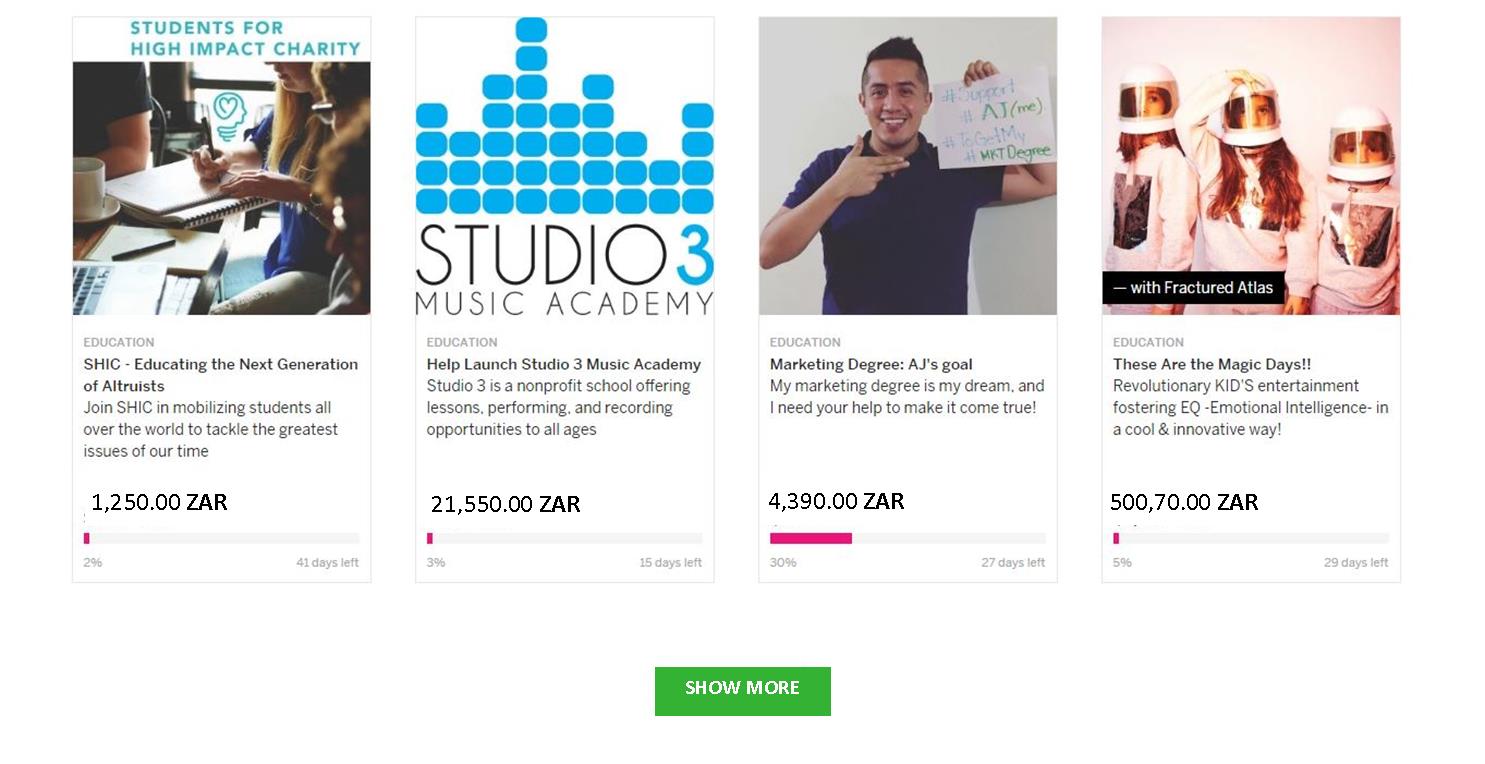 STUDENTS FOR
HIGH IMPACT CHARITY
EDUCATION
SHIC - Educating the Next Generation
of Altruists
Join SHIC in mobilizing students all
over the world to tackle the greatest
issues of our time
1,250.00 ZAR
2%
41 days left
STUDIO 3
MUSIC ACADEMY
EDUCATION
Help Launch Studio 3 Music Academy
Studio 3 is a nonprofit school offering
lessons, performing, and recording
opportunities to all ages
21,550.00 ZAR
3%
15 days left
#Support
# AJ(me)
#ToGetMy
# MKTDegree
EDUCATION
Marketing Degree: AJ's goal
My marketing degree is my dream, and
I need your help to make it come true!
4,390.00 ZAR
30%
27 days left
— with Fractured Atlas
EDUCATION
These Are the Magic Days!!
Revolutionary KID'S entertainment
fostering EQ -Emotional Intelligence- in
a cool & innovative way!
500,70.00 ZAR
5%
29 days left
SHOW MORE